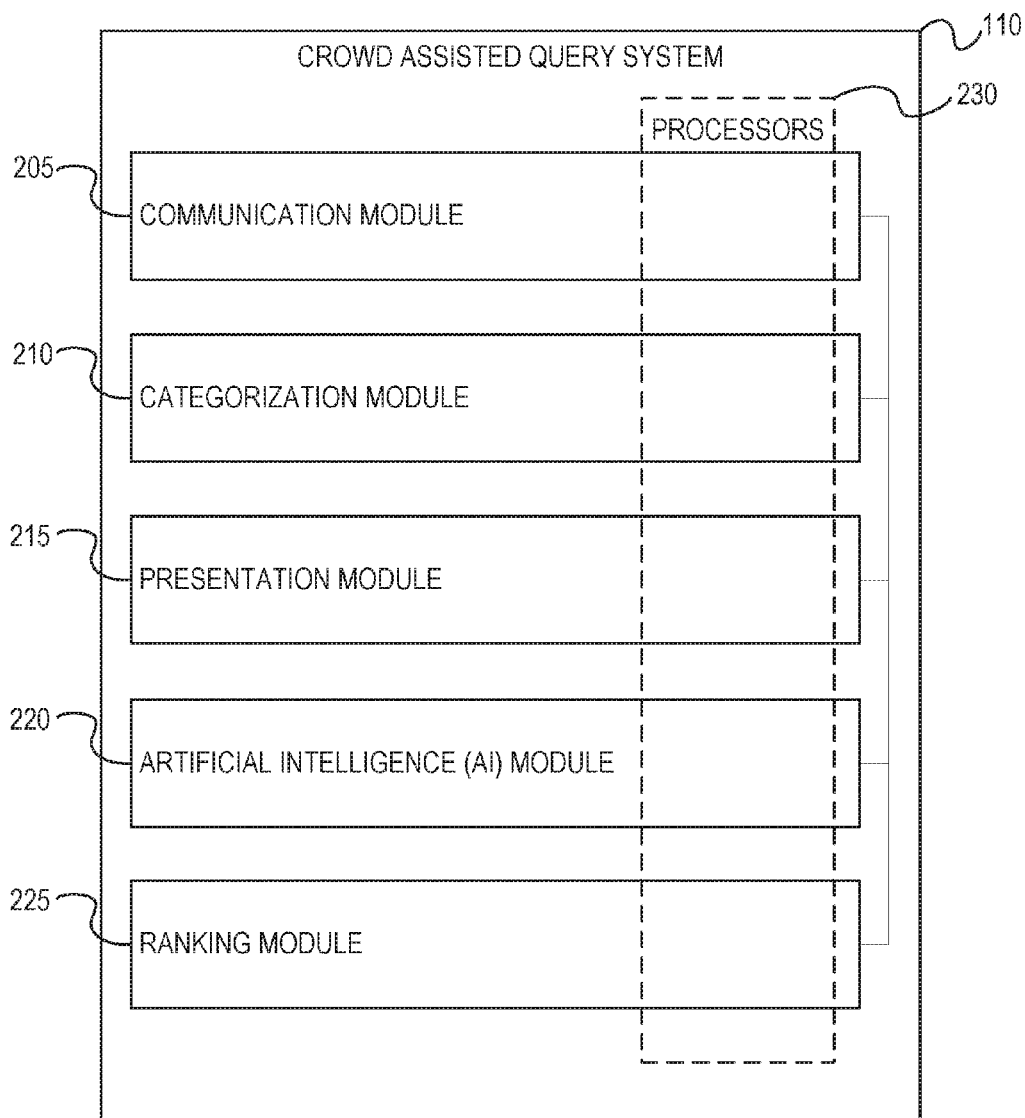 110
CROWD ASSISTED QUERY SYSTEM
230
PROCESSORS
205
COMMUNICATION MODULE
210
CATEGORIZATION MODULE
215
PRESENTATION MODULE
220
ARTIFICIAL INTELLIGENCE (AI) MODULE
225
RANKING MODULE